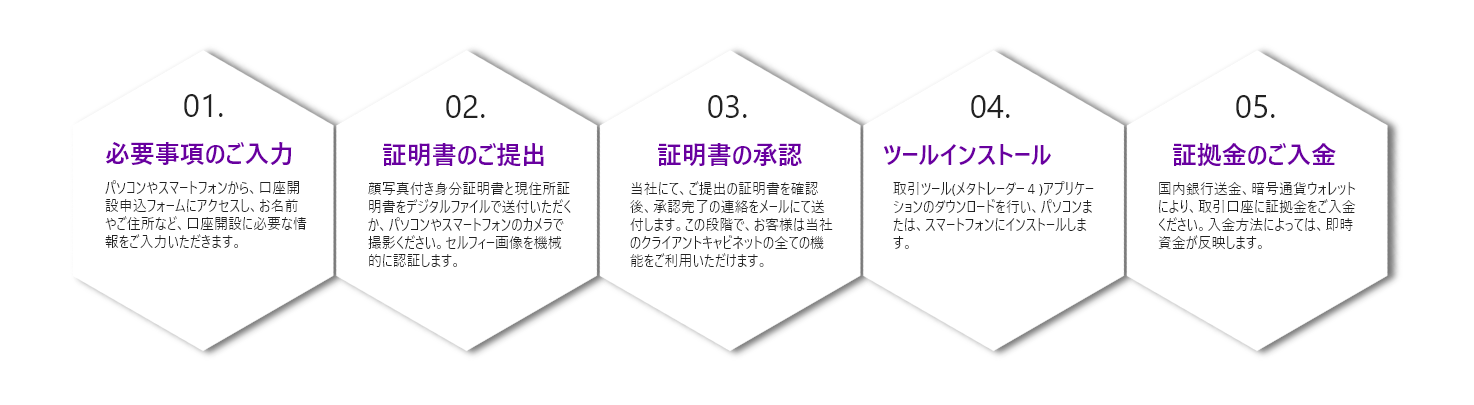 01.
必要事項のご入力
パソコンやスマートフォンから、口座開
設申込フォームにアクセスし、お名前
やご住所など、口座開設に必要な情
報をご入力いただきます。
02.
証明書のご提出
顔写真付き身分証明書と現住所証
明書をデジタルファイルで送付いただく
か、パソコンやスマートフォンのカメラで
撮影ください。セルフィー画像を機械
的に認証します。
03.
証明書の承認
当社にて、ご提出の証明書を確認
後、承認完了の連絡をメールにて送
付します。この段階で、お客様は当社
のクライアントキャビネットの全ての機
能をご利用いただけます。
04.
ツールインストール
取引ツール(メタトレーダー４)アプリケー
ションのダウンロードを行い、パソコンま
たは、スマートフォンにインストールしま
す。
05.
証拠金のご入金
国内銀行送金、暗号通貨ウォレット
により、取引口座に証拠金をご入金
ください。入金方法によっては、即時
資金が反映します。